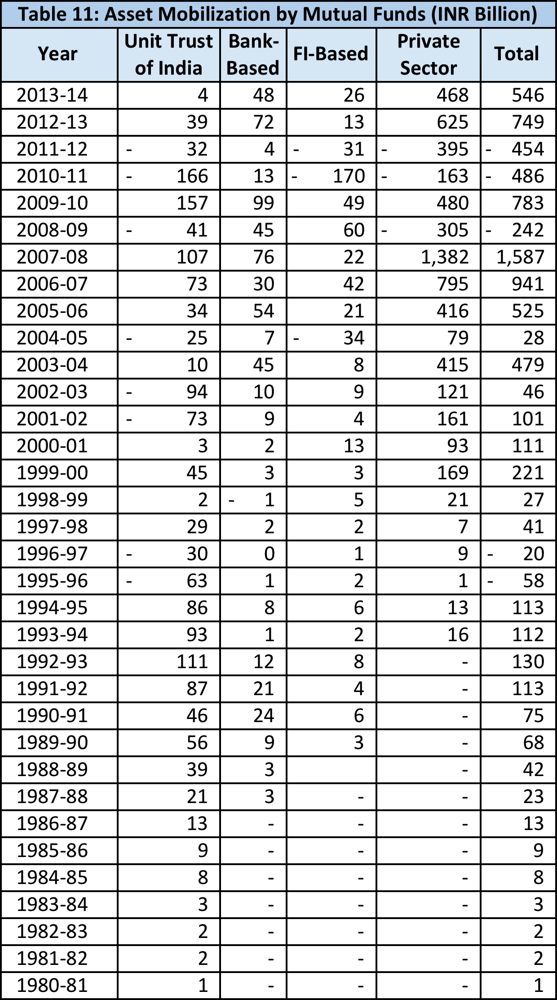 Table 11: Asset Mobilization by Mutual Funds (INR Billion)
Year Unit Trust of India Bank-Based FI-Based Private Sector Total
2013-14 4 48 26 468 546
2012-13 39 72 13 625 749
2011-12 - 32 4 - 31 - 395 - 454
2010-11 - 166 13 - 170 - 163 - 486
2009-10 157 99 49 480 783
2008-09 - 41 45 60 - 305 - 242
2007-08 107 76 22 1,382 1,587
2006-07 73 30 42 795 941
2005-06 34 54 21 416 525
2004-05 - 25 7 - 34 79 28
2003-04 10 45 8 415 479
2002-03 - 94 10 9 121 46
2001-02 - 73 9 4 161 101
2000-01 3 2 13 93 111
1999-00 45 3 3 169 221
1998-99 2 - 1 5 21 27
1997-98 29 2 2 7 41
1996-97 - 30 0 1 9 - 20
1995-96 - 63 1 2 1 - 58
1994-95 86 8 6 13 113
1993-94 93 1 2 16 112
1992-93 111 12 8 - 130
1991-92 87 21 4 - 113
1990-91 46 24 6 - 75
1989-90 56 9 3 - 68
1988-89 39 3 - 42
1987-88 21 3 - - 23
1986-87 13 - - - 13
1985-86 9 - - - 9
1984-85 8 - - - 8
1983-84 3 - - - 3
1982-83 2 - - - 2
1981-82 2 - - - 2
1980-81 1 - - - 1